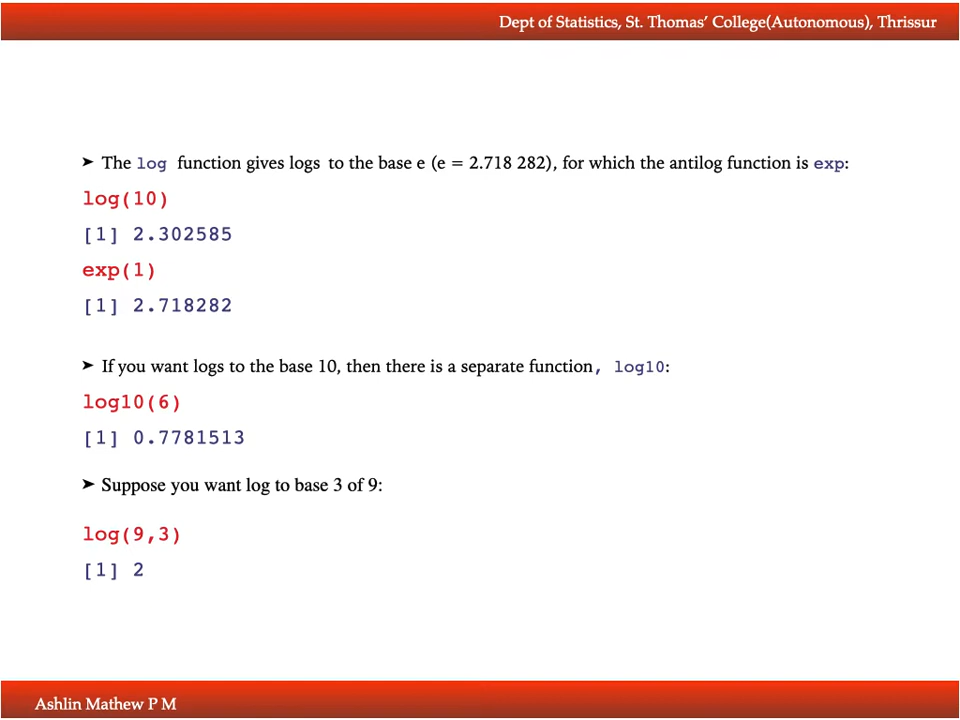 Dept of Statistics, St. Thomas' College(Autonomous), Thrissur
➤ The log function gives logs to the base e (e = 2.718 282), for which the antilog function is exp:
log(10)
[1] 2.302585
exp(1)
[1] 2.718282
➤ If you want logs to the base 10, then there is a separate function, log10:
log10(6)
[1] 0.7781513
➤ Suppose you want log to base 3 of 9:
log(9,3)
[1] 2
Ashlin Mathew P M